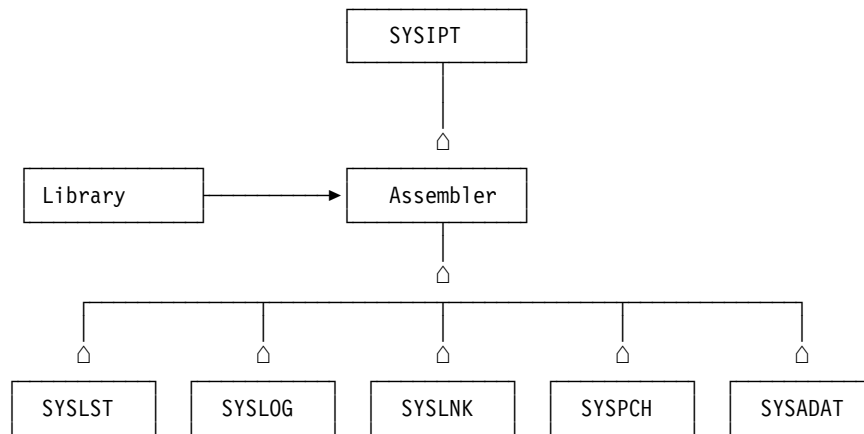 SYSIPT
Library
Assembler
SYSLST
SYSLOG
SYSLNK
SYSPCH
SYSADAT